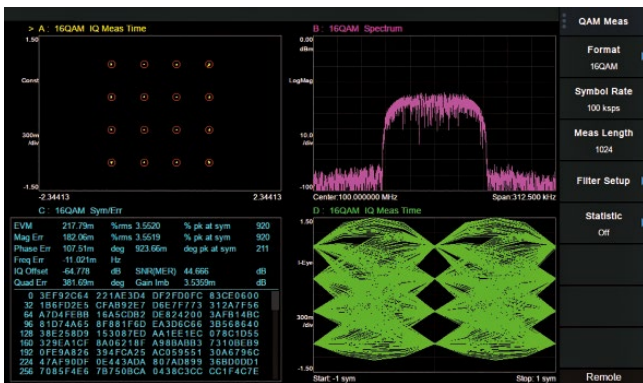 > A: 16QAM IQ Meas Time
1.50
Const
300m
/div
-1.50
-2.34413 2.34413
B: 16QAM Spectrum
0.00
dBm
LogMag
10.0
/div
-100
Center:100.000000 MHz Span:312.500 kHz
C: 16QAM Sym/Err
EVM 217.79m %rms 3.5520 % pk at sym 920
Mag Err 182.06m %rms 3.5519 % pk at sym 920
Phase Err 107.51m deg 923.66m deg pk at sym 211
Freq Err -11.021m Hz
IQ Offset -64.778 dB SNR(MER) 44.666 dB
Quad Err 381.69m deg Gain Imb 3.5359m dB
0 3EF92C64 221AE3D4 DF2FD0FC 83CE0600
32 1B6FD2E5 CFAB92E7 D6E7F773 312A7F56
64 A7D4FEBB 16A5CDB2 DE824200 3AFB14BC
96 81D74A65 8F881F6D EA3D6C66 3B568640
128 38E258D9 153087ED AA1EE1EC 078C1D55
160 329EA1CF 8A06218F A98BABB3 7310BEB9
192 0FE9A826 394FCA25 AC059551 30A6796C
224 47AF90DF 0E443ADA 807AD899 36BD0DD1
256 7085F4E6 7B750BCA 0438C3CC CC1F4C7E
D: 16QAM IQ Meas Time
1.50
I-Eye
300m
/div
-1.50
Start:-1 sym Stop: 1 sym
QAM Meas
Format
16QAM
Symbol Rate
100 ksps
Meas Length
1024
Filter Setup
Statistic
Off
Remote